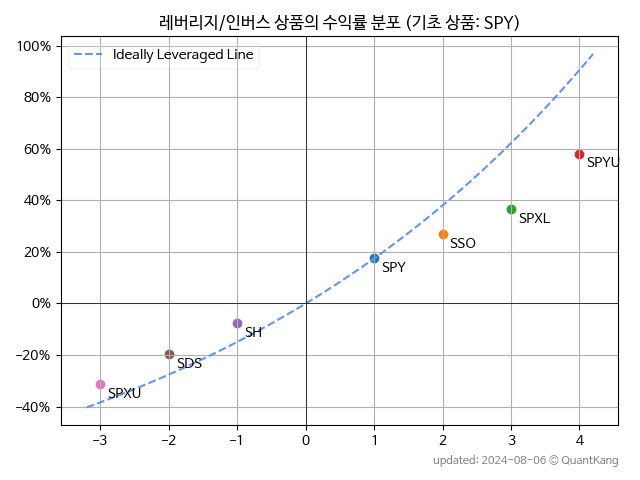 레버리지/인버스 상품의 수익률 분포 (기초 상품: SPY)
100%
Ideally Leveraged Line
80%
60%
SPYU
40%
SPXL
SSO
20%
SPY
0%
SH
−20%
SDS
SPXU
−40%
−3 −2 −1 0 1 2 3 4
updated: 2024-08-06 © QuantKang